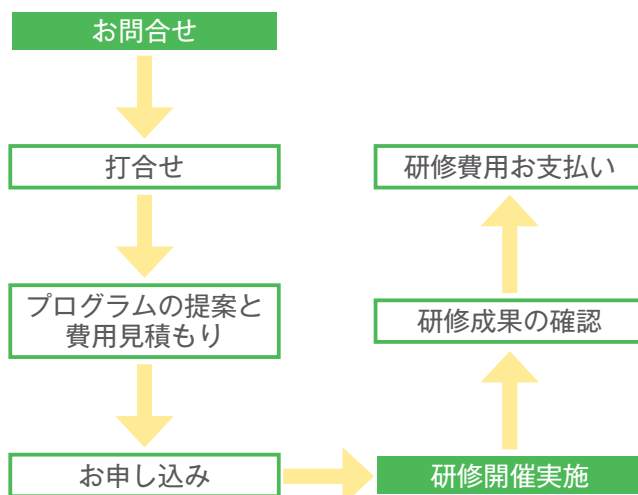 お問合せ
打合せ
プログラムの提案と
費用見積もり
お申し込み
研修開催実施
研修成果の確認
研修費用お支払い